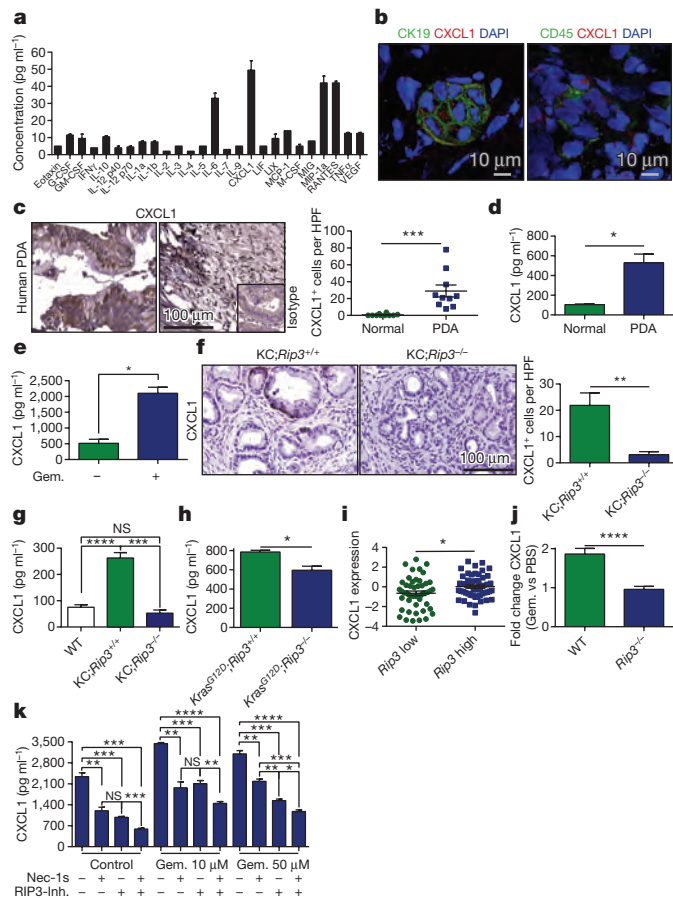 a
Concentration (pg ml⁻¹)
60
50
40
30
20
10
0
Eotaxin
G-CSF
GM-CSF
IFNγ
IL-10
IL-12 p40
IL-12 p70
IL-1a
IL-1b
IL-2
IL-3
IL-4
IL-5
IL-6
IL-7
IL-9
CXCL1
LIF
LIX
MCP-1
M-CSF
MIG
MIP-1a
RANTES
TNFα
VEGF
b
CK19 CXCL1 DAPI
CD45 CXCL1 DAPI
10 μm
10 μm
c
CXCL1
Human PDA
100 μm
Isotype
CXCL1⁺ cells per HPF
100
80
60
40
20
0
***
Normal
PDA
d
CXCL1 (pg ml⁻¹)
800
600
400
200
0
*
Normal
PDA
e
CXCL1 (pg ml⁻¹)
2,500
2,000
1,500
1,000
500
0
*
Gem. – +
f
KC;Rip3⁺/⁺
KC;Rip3⁻/⁻
CXCL1
100 μm
CXCL1⁺ cells per HPF
30
20
10
0
**
KC;Rip3⁺/⁺
KC;Rip3⁻/⁻
g
CXCL1 (pg ml⁻¹)
300
200
100
0
NS
**** ***
WT
KC;Rip3⁺/⁺
KC;Rip3⁻/⁻
h
CXCL1 (pg ml⁻¹)
800
600
400
200
0
*
Kras^G12D;Rip3⁺/⁺
Kras^G12D;Rip3⁻/⁻
i
CXCL1 expression
4
2
0
−2
−4
*
Rip3 low
Rip3 high
j
Fold change CXCL1
(Gem. vs PBS)
2
1
0
****
WT
Rip3⁻/⁻
k
CXCL1 (pg ml⁻¹)
3,500
2,800
2,100
1,400
700
0
***
***
**
NS ***
****
***
**
NS **
****
***
**
***
** *
Control
Gem. 10 μM
Gem. 50 μM
Nec-1s – + – + – + – + – + – +
RIP3-Inh. – – + + – – + + – – + +